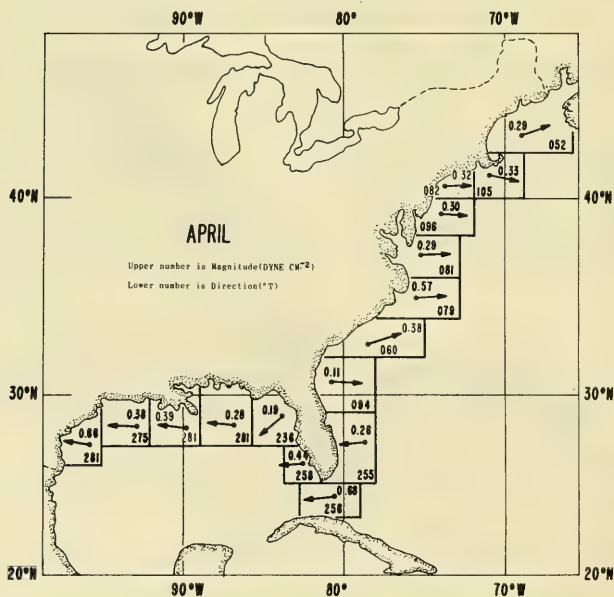 90°W 80° 70°W
0.29
052
0.33
105
0.32
082
40°N 40°N
0.30
096
APRIL
0.29
081
Upper number is Magnitude(DYNE CM⁻²)
Lower number is Direction(°T)
0.57
079
0.38
060
30°N 30°N
0.11
094
0.66 0.38 0.39 0.28 0.19 0.26
281 275 281 281 236 255
0.44
258
0.68
256
20°N 20°N
90°W 80° 70°W